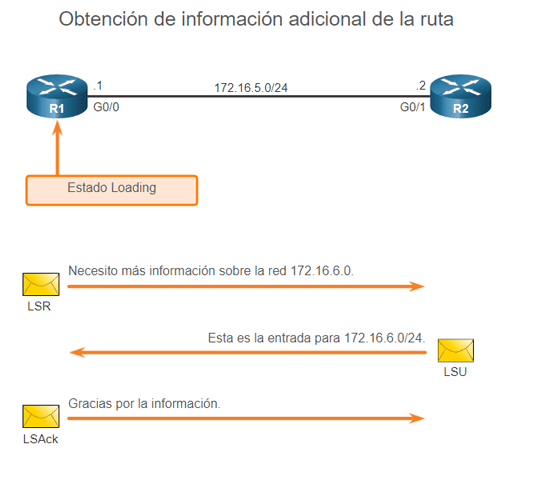 Obtención de información adicional de la ruta
.1
172.16.5.0/24
.2
R1
G0/0
G0/1
R2
Estado Loading
Necesito más información sobre la red 172.16.6.0.
LSR
Esta es la entrada para 172.16.6.0/24.
LSU
Gracias por la información.
LSAck